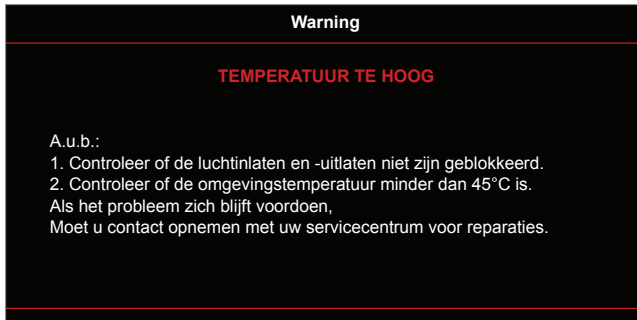 Warning
TEMPERATUUR TE HOOG
A.u.b.:
1. Controleer of de luchtinlaten en -uitlaten niet zijn geblokkeerd.
2. Controleer of de omgevingstemperatuur minder dan 45°C is.
Als het probleem zich blijft voordoen,
Moet u contact opnemen met uw servicecentrum voor reparaties.